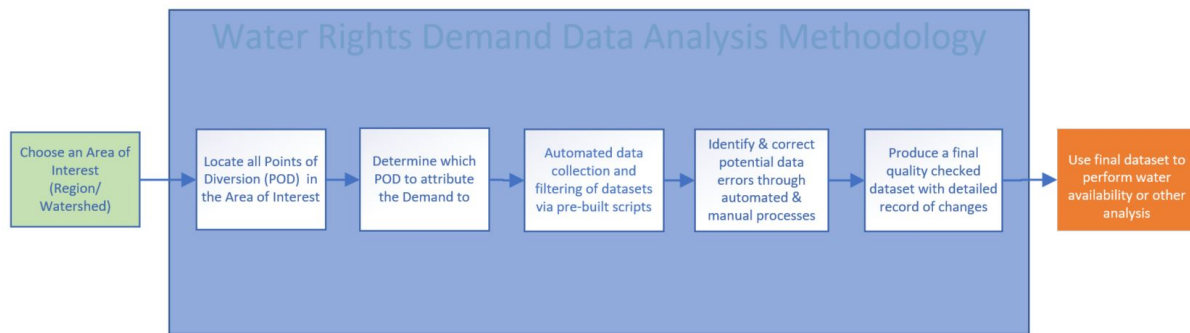 Water Rights Demand Data Analysis Methodology
Choose an Area of
Interest
(Region/
Watershed)
Locate all Points of
Diversion (POD) in
the Area of Interest
Determine which
POD to attribute
the Demand to
Automated data
collection and
filtering of datasets
via pre-built scripts
Identify & correct
potential data
errors through
automated &
manual processes
Produce a final
quality checked
dataset with detailed
record of changes
Use final dataset to
perform water
availability or other
analysis